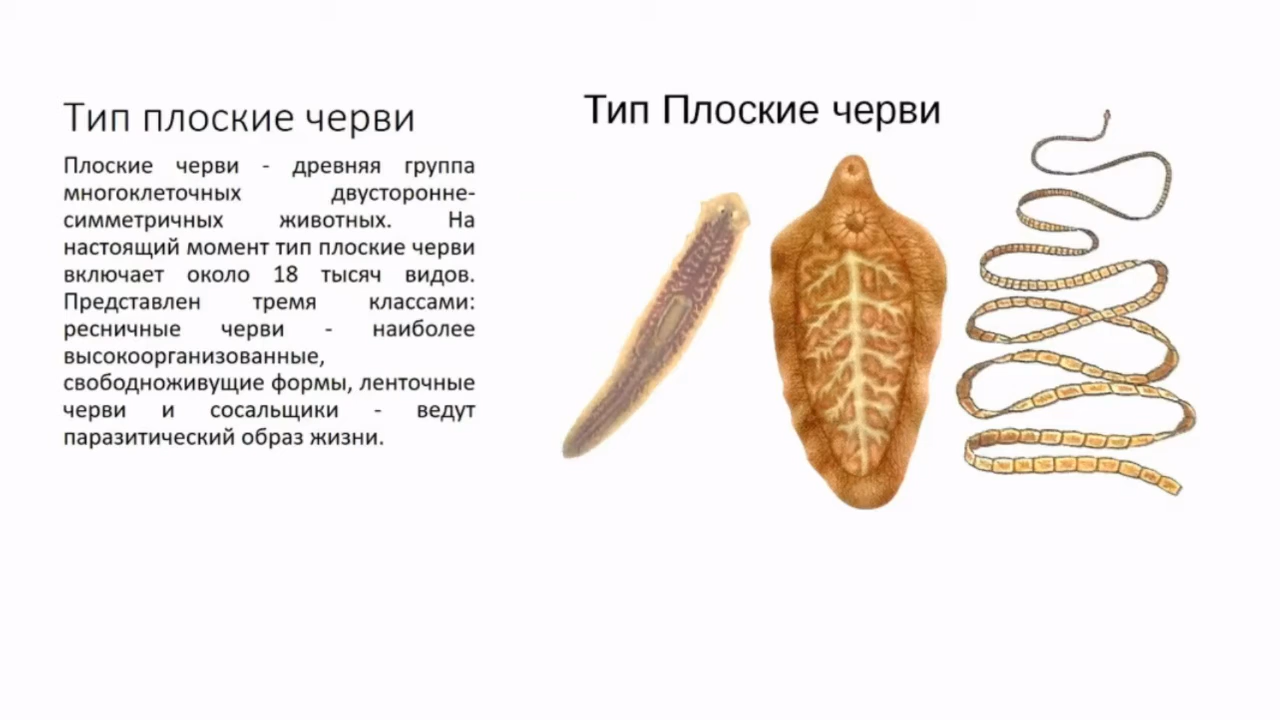 Тип плоские черви
Плоские черви - древняя группа
многоклеточных двусторонне-
симметричных животных. На
настоящий момент тип плоские черви
включает около 18 тысяч видов.
Представлен тремя классами:
ресничные черви - наиболее
высокоорганизованные,
свободноживущие формы, ленточные
черви и сосальщики - ведут
паразитический образ жизни.
Тип Плоские черви